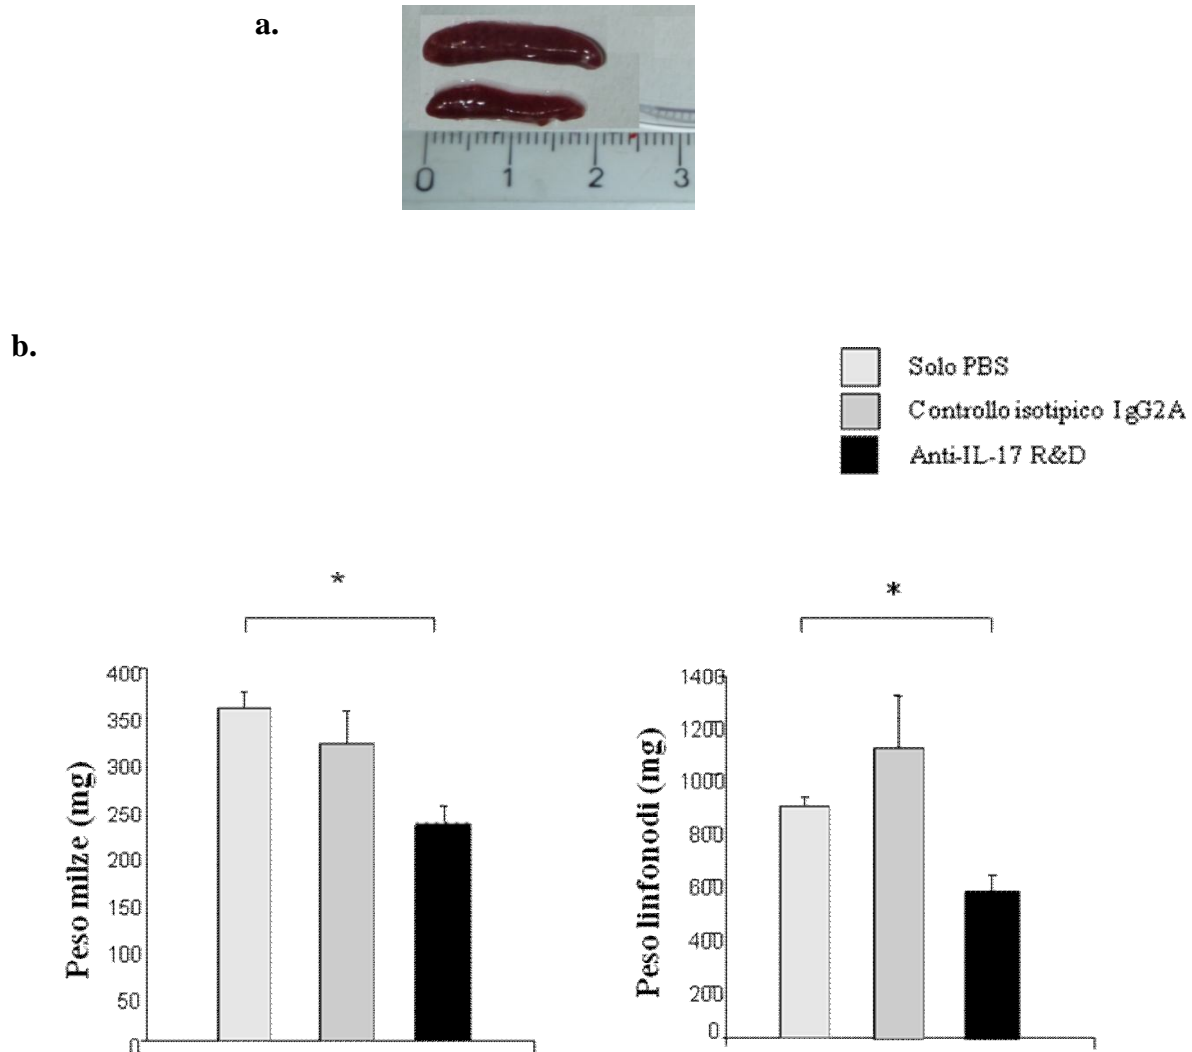 a.
0 1 2 3
b.
Solo PBS
Controllo isotipico IgG2A
Anti-IL-17 R&D
*
*
Peso milze (mg)
400
350
300
250
200
150
100
50
0
Peso linfonodi (mg)
1400
1200
1000
800
600
400
200
0